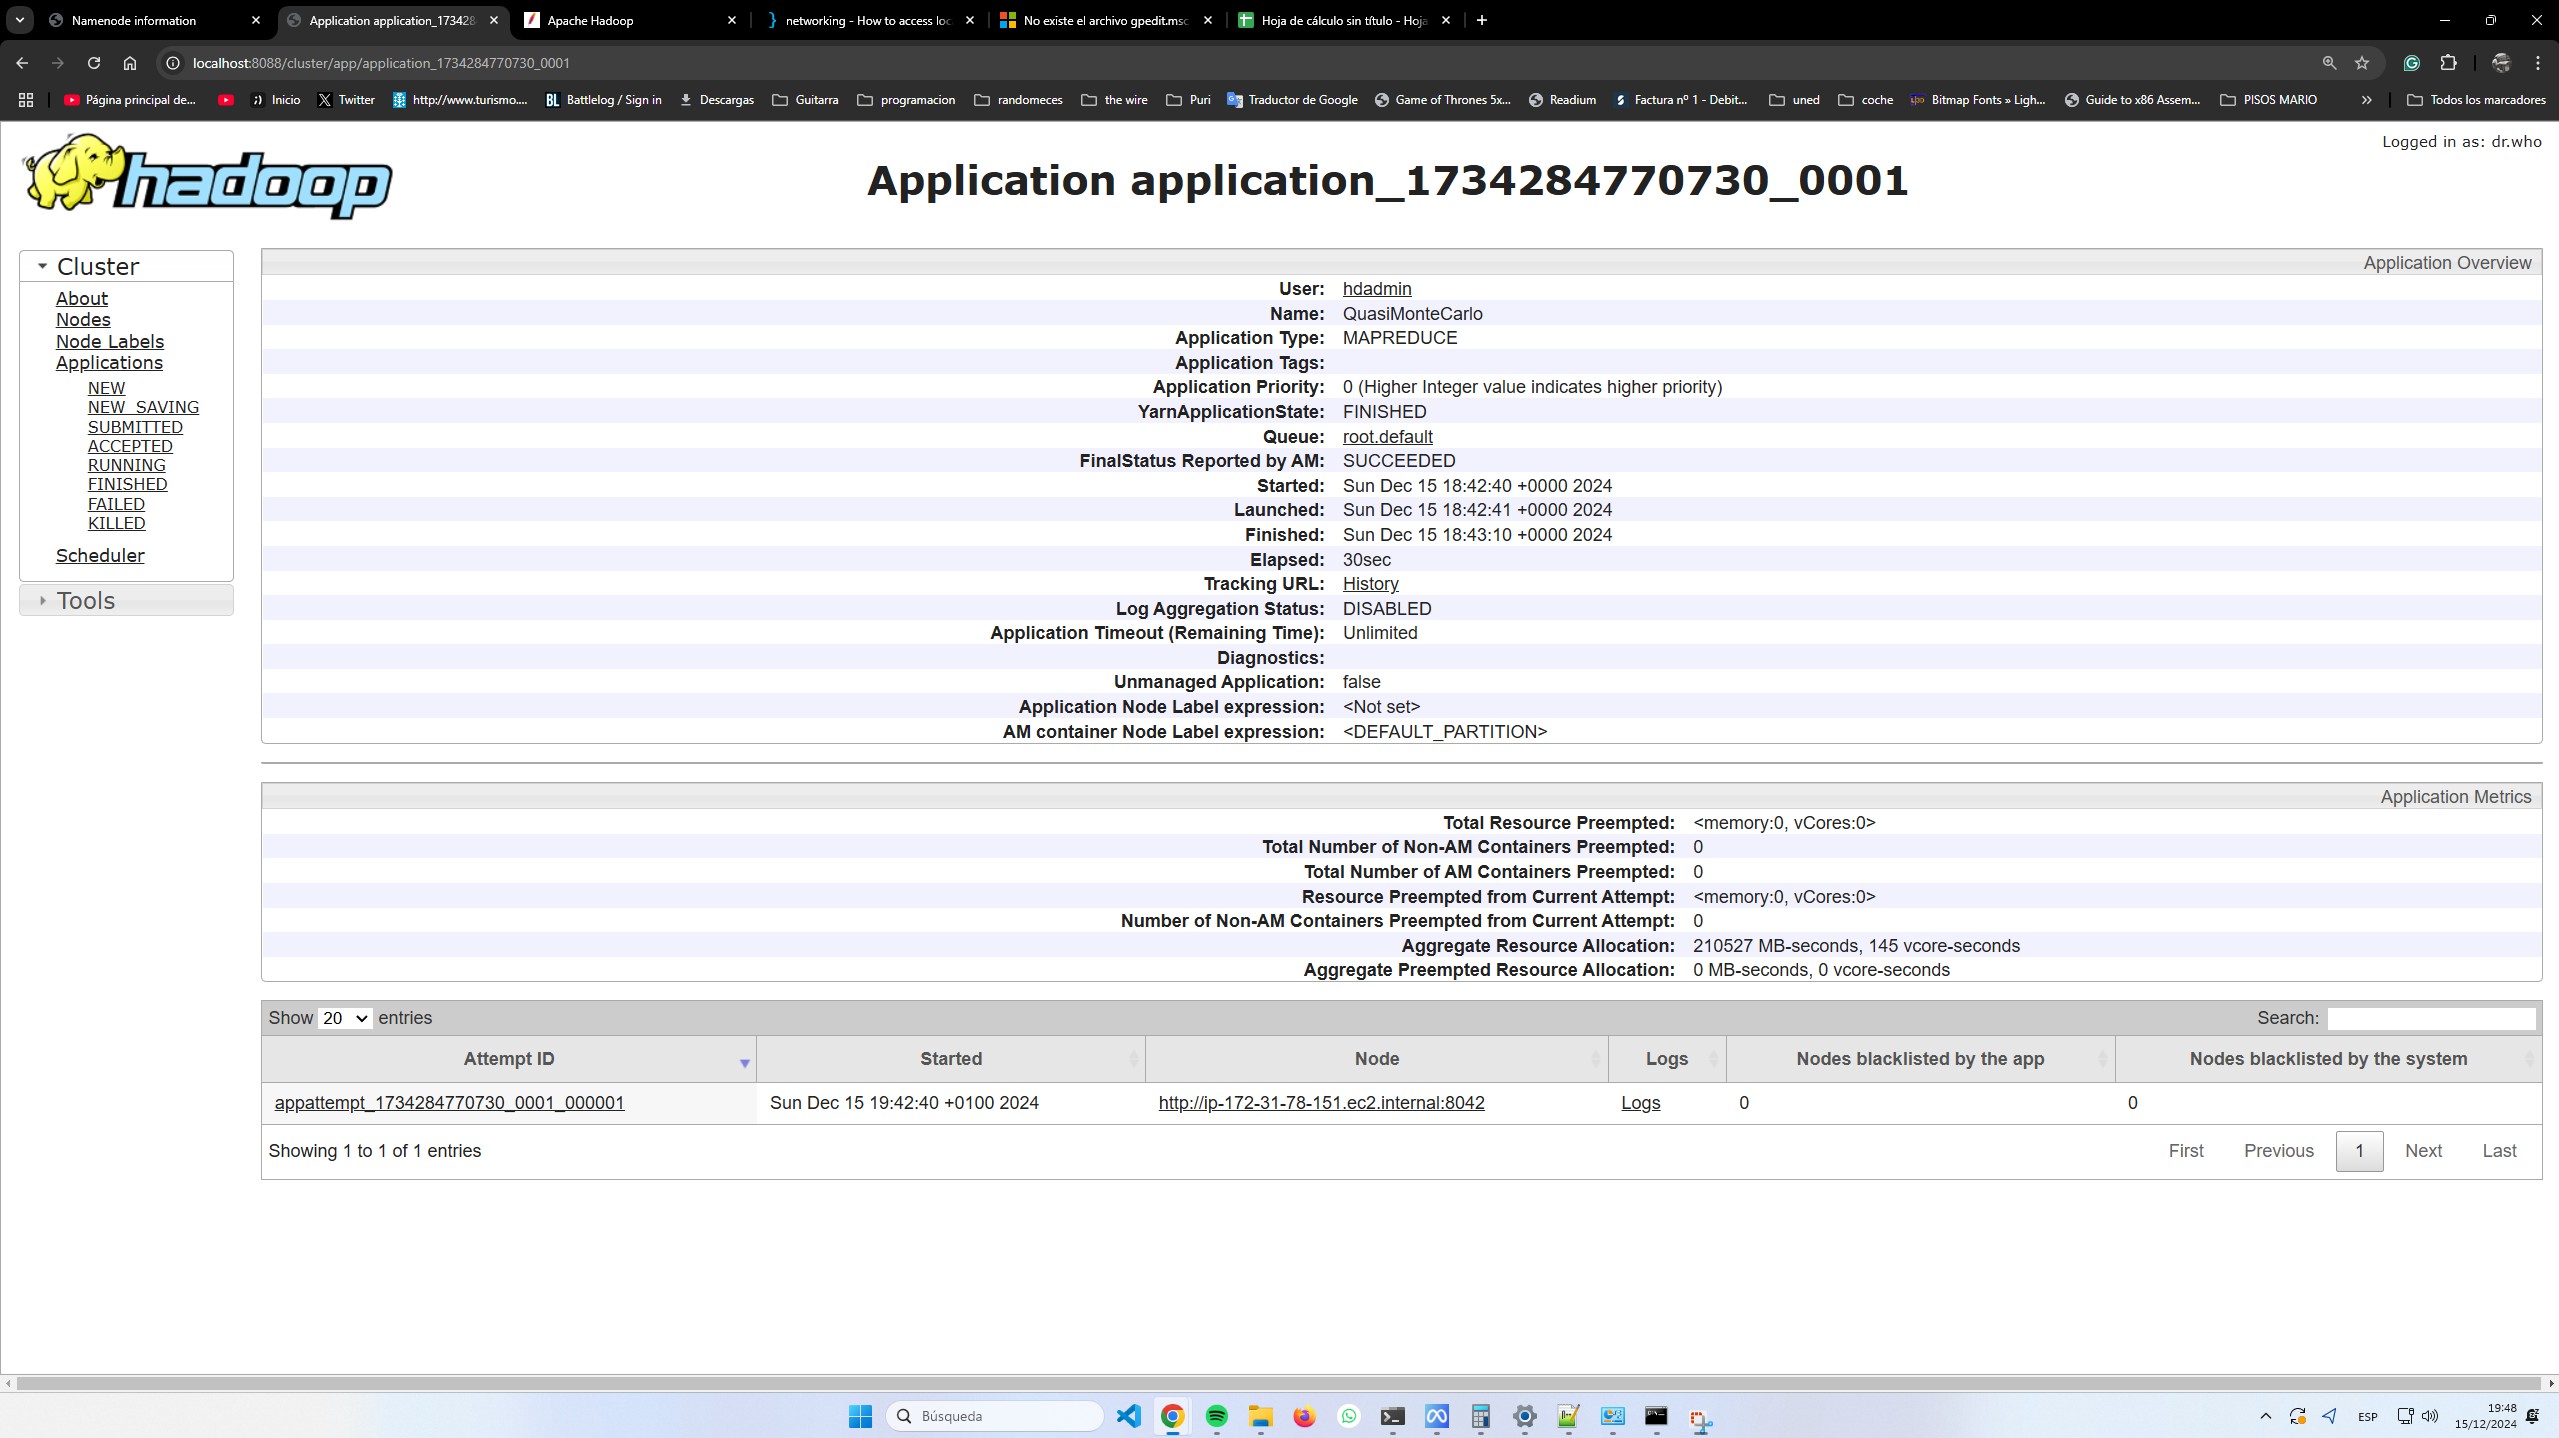 Namenode information
Application application_173428
Apache Hadoop
networking - How to access loc
No existe el archivo gpedit.msc
Hoja de cálculo sin título - Hoja
localhost:8088/cluster/app/application_1734284770730_0001
Página principal de...
Inicio
Twitter
http://www.turismo....
BL Battlelog / Sign in
Descargas
Guitarra
programacion
randomeces
the wire
Puri
Traductor de Google
Game of Thrones 5x...
Readium
Factura nº 1 - Debit...
uned
coche
Bitmap Fonts » Ligh...
Guide to x86 Assem...
PISOS MARIO
»
Todos los marcadores
hadoop
Logged in as: dr.who
Application application_1734284770730_0001
Cluster
About
Nodes
Node Labels
Applications
NEW
NEW_SAVING
SUBMITTED
ACCEPTED
RUNNING
FINISHED
FAILED
KILLED
Scheduler
Tools
Application Overview
User: hdadmin
Name: QuasiMonteCarlo
Application Type: MAPREDUCE
Application Tags:
Application Priority: 0 (Higher Integer value indicates higher priority)
YarnApplicationState: FINISHED
Queue: root.default
FinalStatus Reported by AM: SUCCEEDED
Started: Sun Dec 15 18:42:40 +0000 2024
Launched: Sun Dec 15 18:42:41 +0000 2024
Finished: Sun Dec 15 18:43:10 +0000 2024
Elapsed: 30sec
Tracking URL: History
Log Aggregation Status: DISABLED
Application Timeout (Remaining Time): Unlimited
Diagnostics:
Unmanaged Application: false
Application Node Label expression: <Not set>
AM container Node Label expression: <DEFAULT_PARTITION>
Application Metrics
Total Resource Preempted: <memory:0, vCores:0>
Total Number of Non-AM Containers Preempted: 0
Total Number of AM Containers Preempted: 0
Resource Preempted from Current Attempt: <memory:0, vCores:0>
Number of Non-AM Containers Preempted from Current Attempt: 0
Aggregate Resource Allocation: 210527 MB-seconds, 145 vcore-seconds
Aggregate Preempted Resource Allocation: 0 MB-seconds, 0 vcore-seconds
Show 20 entries
Search:
Attempt ID Started Node Logs Nodes blacklisted by the app Nodes blacklisted by the system
appattempt_1734284770730_0001_000001 Sun Dec 15 19:42:40 +0100 2024 http://ip-172-31-78-151.ec2.internal:8042 Logs 0 0
Showing 1 to 1 of 1 entries
First Previous 1 Next Last
Búsqueda
ESP
19:48
15/12/2024